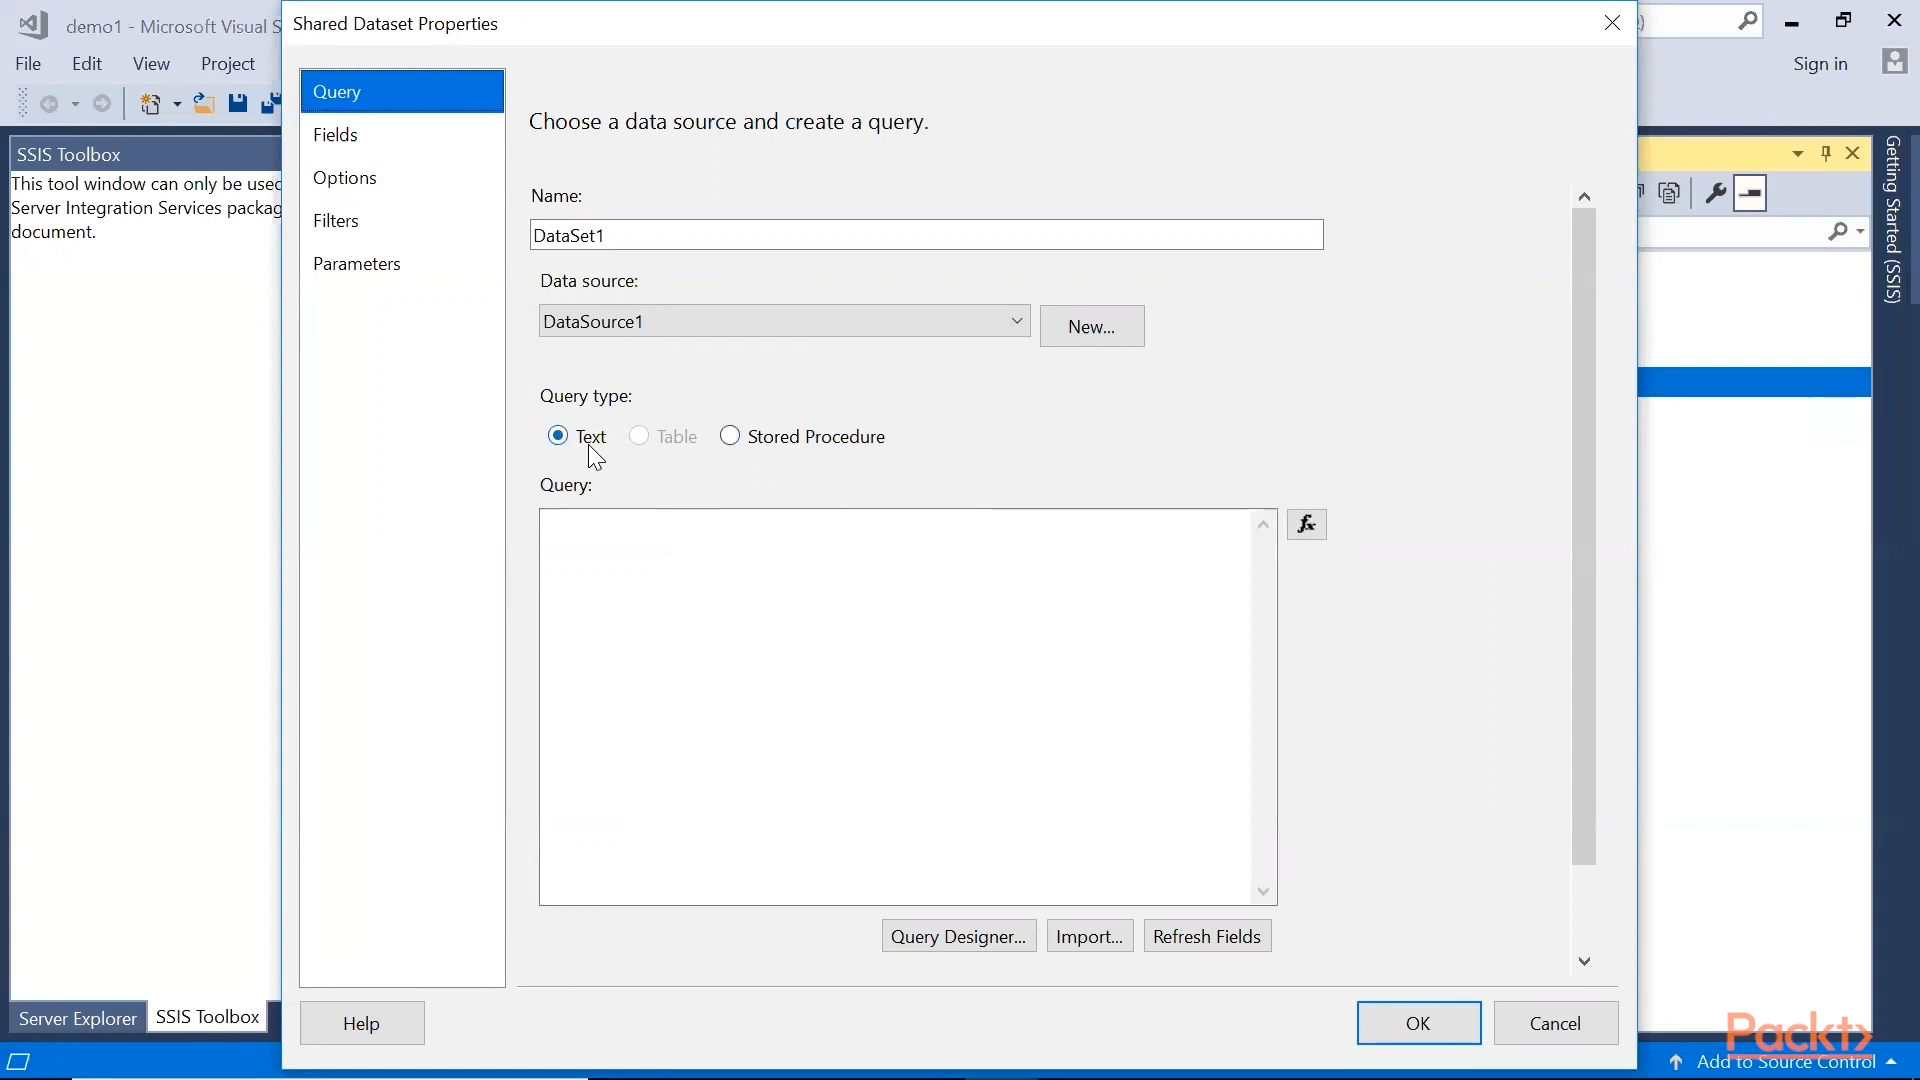 demo1 - Microsoft Visual S
File
Edit
View
Project
Sign in
SSIS Toolbox
This tool window can only be used
Server Integration Services packag
document.
Server Explorer
SSIS Toolbox
Shared Dataset Properties
Query
Fields
Options
Filters
Parameters
Choose a data source and create a query.
Name:
DataSet1
Data source:
DataSource1
New...
Query type:
Text
Table
Stored Procedure
Query:
fx
Query Designer...
Import...
Refresh Fields
Help
OK
Cancel
Getting Started (SSIS)
Packt>
Add to Source Control